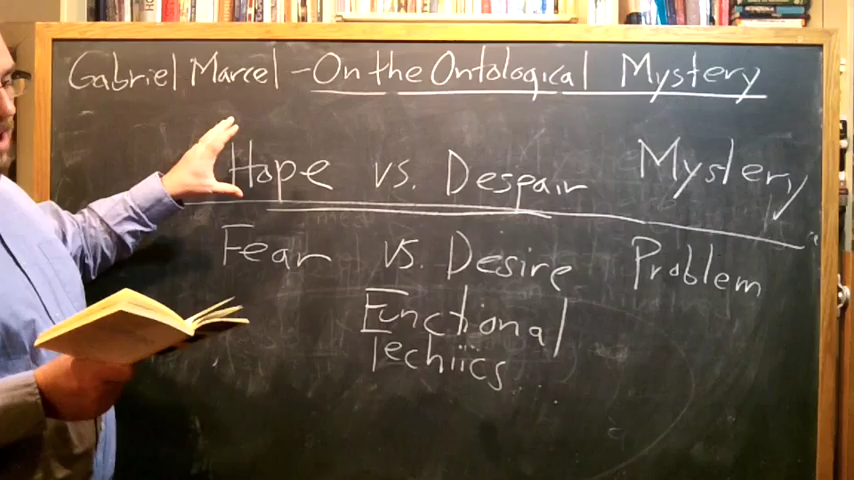 Gabriel Marcel - On the Ontological Mystery
Hope vs. Despair Mystery
Fear vs. Desire Problem
Functional
Techiics